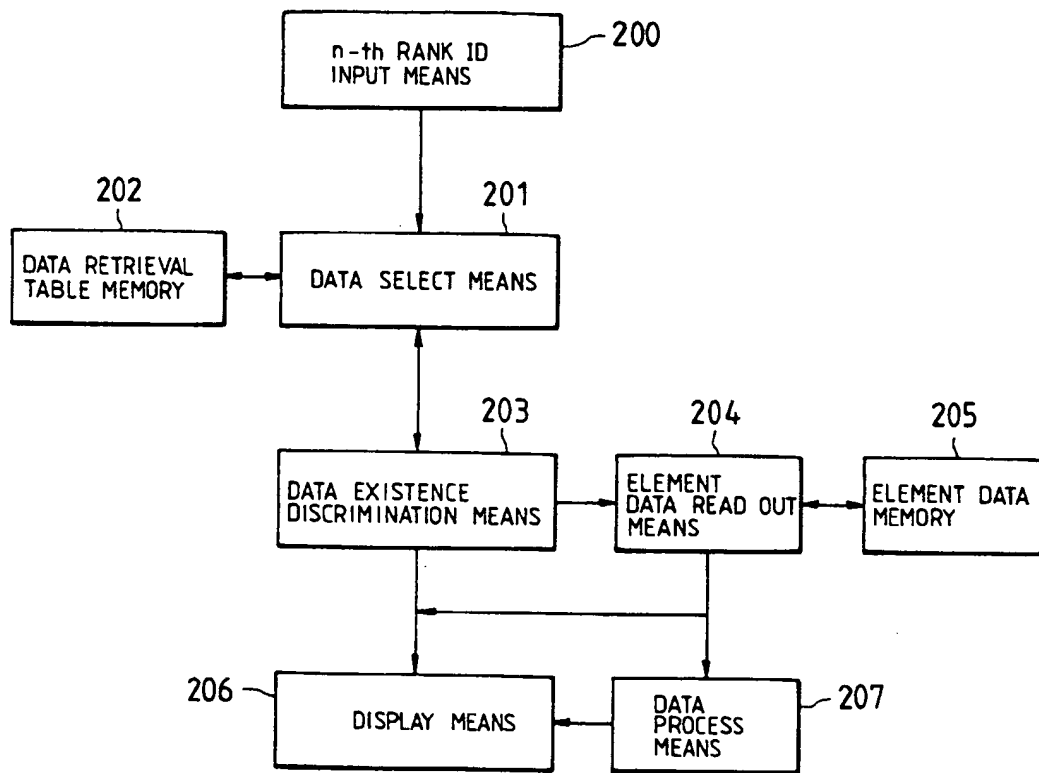 n-th RANK ID
INPUT MEANS
200
202
201
DATA RETRIEVAL
TABLE MEMORY
DATA SELECT MEANS
203
204
205
DATA EXISTENCE
DISCRIMINATION MEANS
ELEMENT
DATA READ OUT
MEANS
ELEMENT DATA
MEMORY
206
DISPLAY MEANS
DATA
PROCESS
MEANS
207